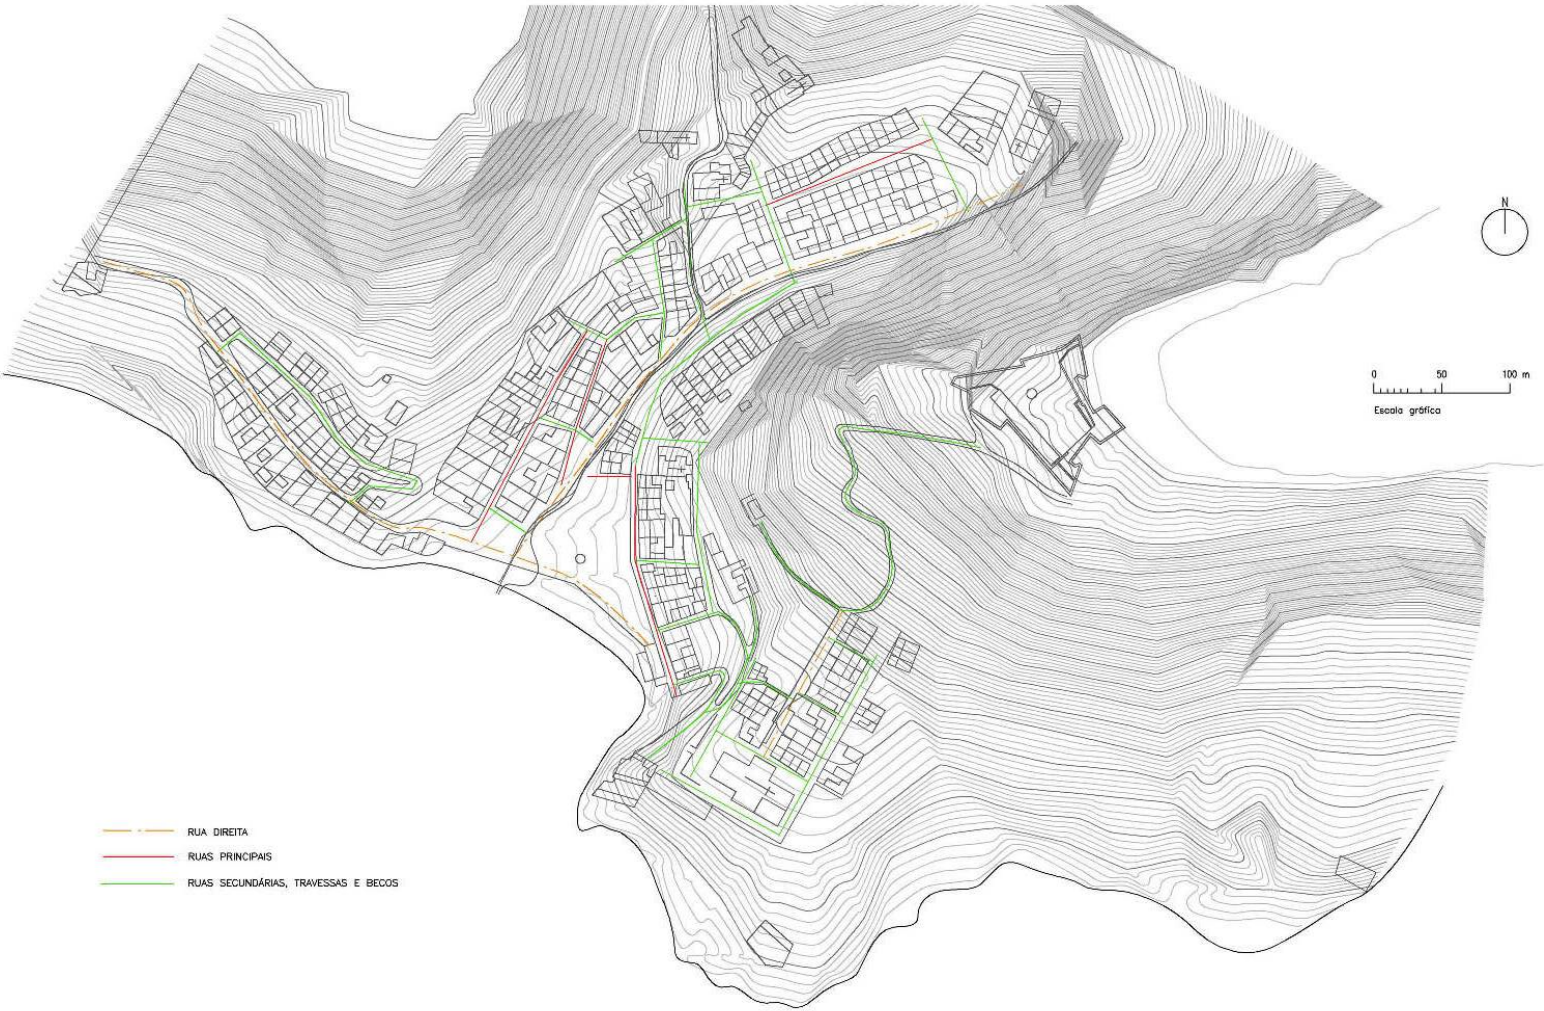 N
0 50 100 m
Escala gráfica
RUA DIREITA
RUAS PRINCIPAIS
RUAS SECUNDÁRIAS, TRAVESSAS E BECOS